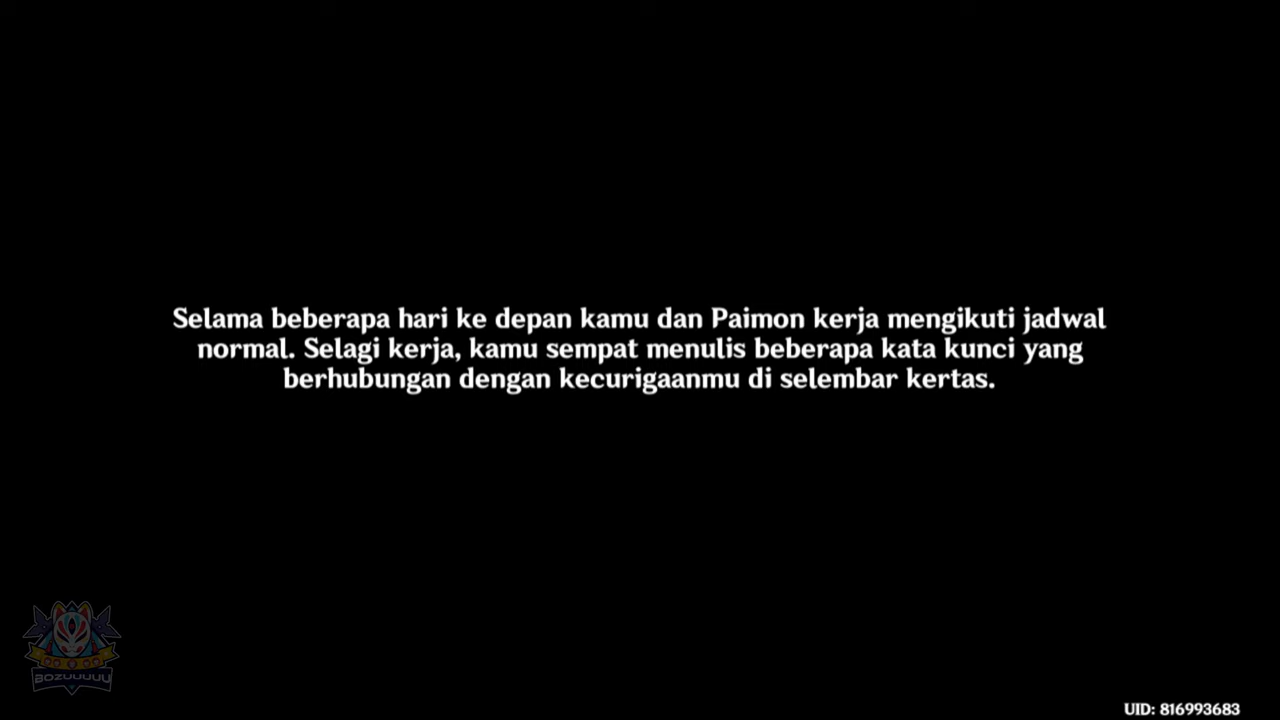 Selama beberapa hari ke depan kamu dan Paimon kerja mengikuti jadwal
normal. Selagi kerja, kamu sempat menulis beberapa kata kunci yang
berhubungan dengan kecurigaanmu di selembar kertas.
BOZUUUUU
UID: 816993683